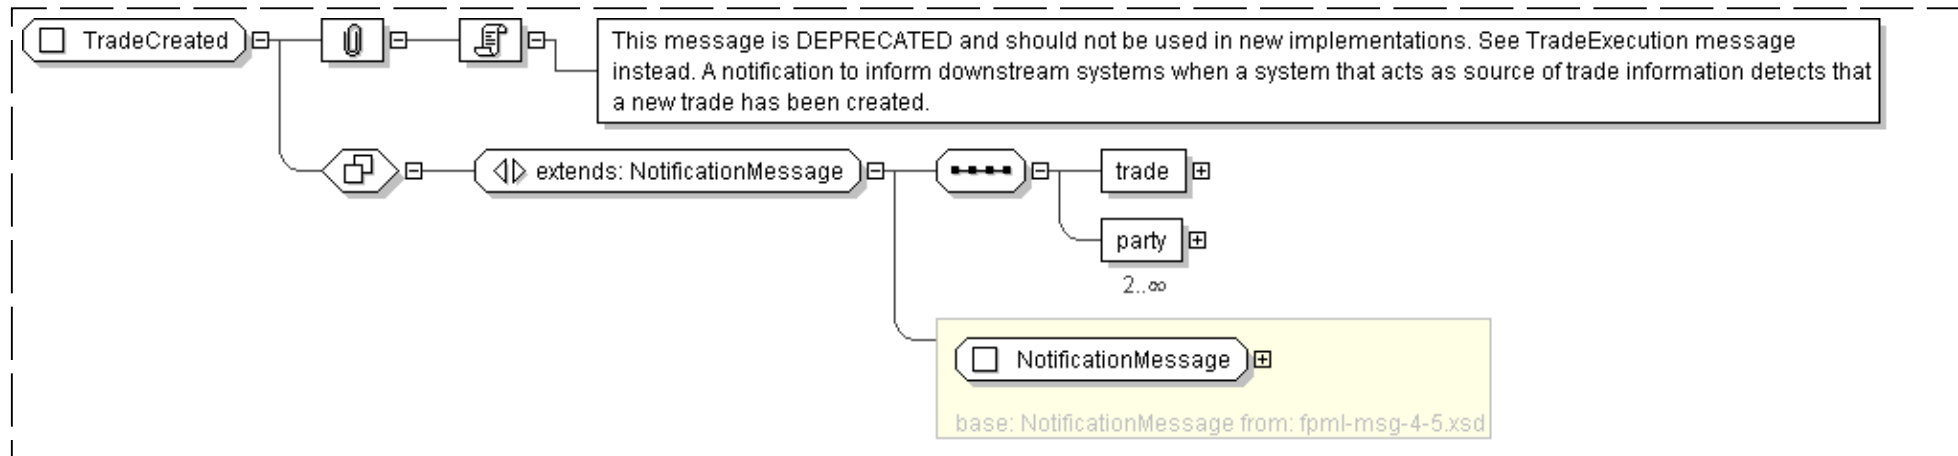 TradeCreated
This message is DEPRECATED and should not be used in new implementations. See TradeExecution message
instead. A notification to inform downstream systems when a system that acts as source of trade information detects that
a new trade has been created.
extends: NotificationMessage
trade
party
2..∞
NotificationMessage
base: NotificationMessage from: fpml-msg-4-5.xsd